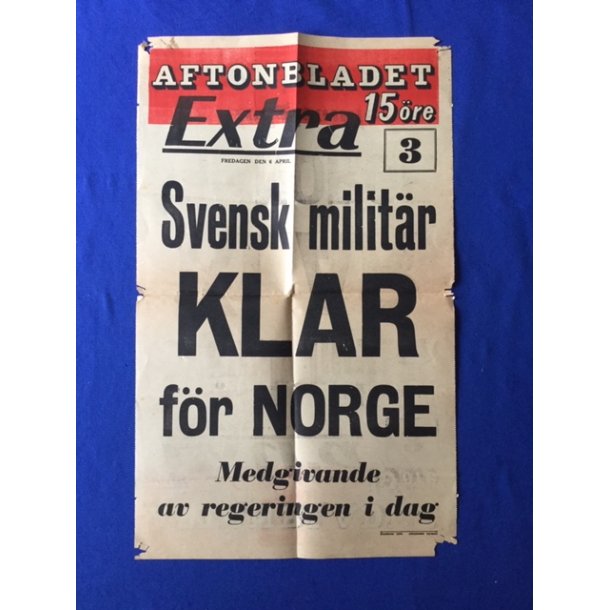 AFTONBLADET
15 öre
Extra
3
FREDAGEN DEN 6 APRIL
Svensk militär
KLAR
för NORGE
Medgivande
av regeringen i dag